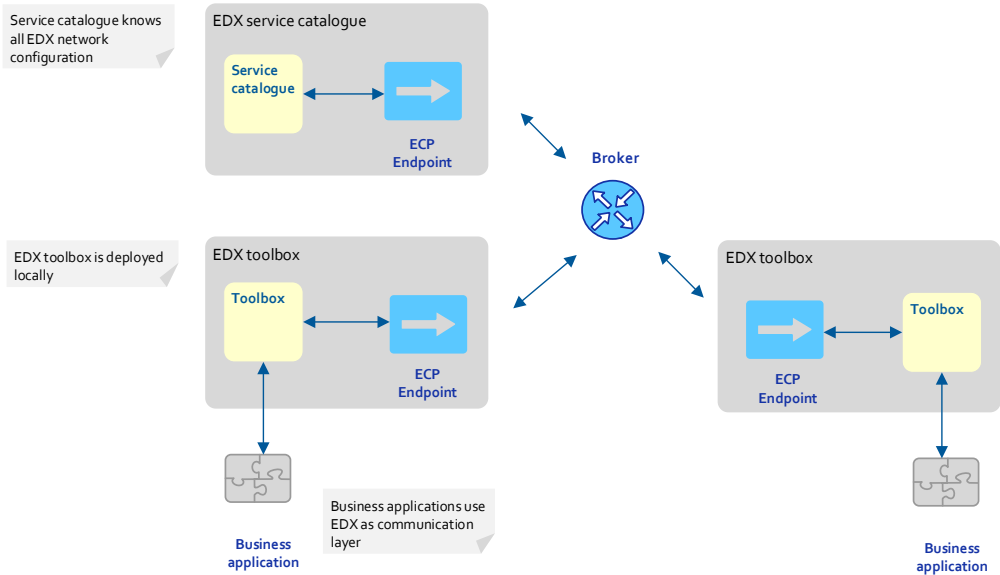 Service catalogue knows
all EDX network
configuration
EDX service catalogue
Service
catalogue
ECP
Endpoint
Broker
EDX toolbox is deployed
locally
EDX toolbox
Toolbox
ECP
Endpoint
EDX toolbox
Toolbox
ECP
Endpoint
Business applications use
EDX as communication
layer
Business
application
Business
application